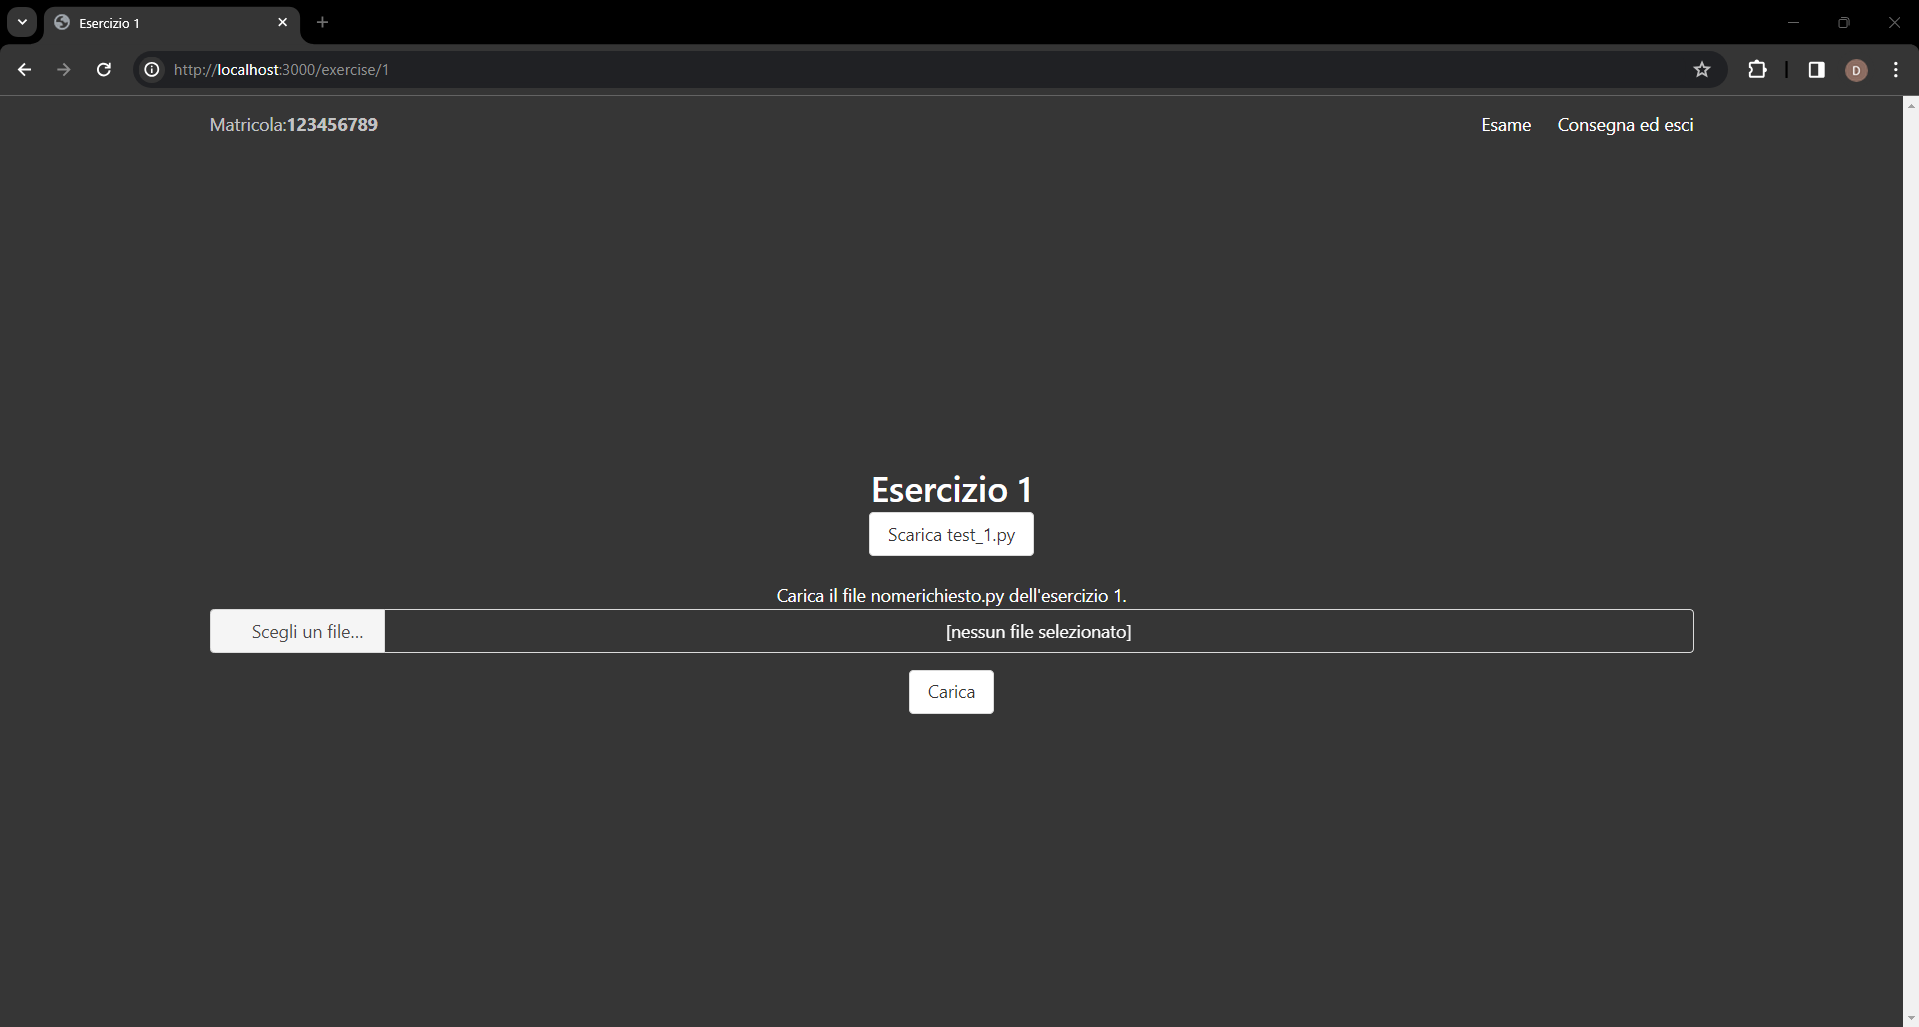 Esercizio 1
http://localhost:3000/exercise/1
D
Matricola:123456789
Esame
Consegna ed esci
Esercizio 1
Scarica test_1.py
Carica il file nomerichiesto.py dell'esercizio 1.
Scegli un file...
[nessun file selezionato]
Carica